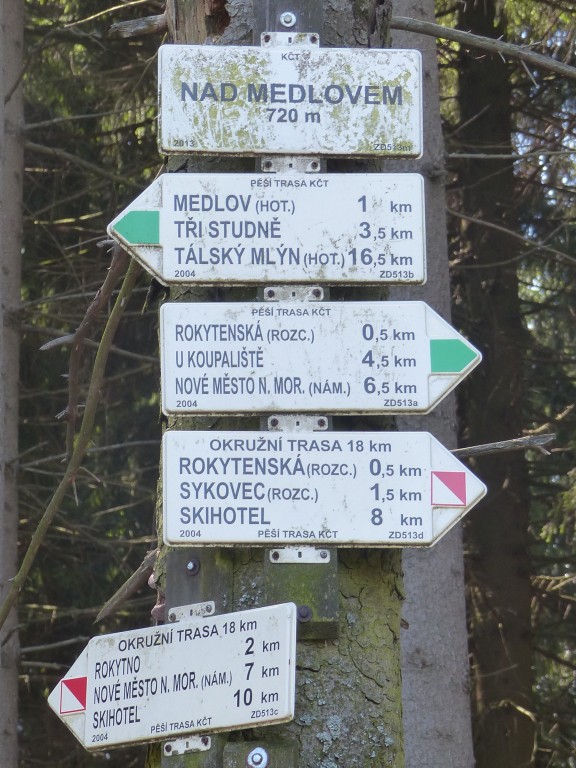 KČT
NAD MEDLOVEM
720 m
2013 ZD513m
PĚŠÍ TRASA KČT
MEDLOV (HOT.) 1 km
TŘI STUDNĚ 3,5 km
TÁLSKÝ MLÝN (HOT.) 16,5 km
2004 ZD513b
PĚŠÍ TRASA KČT
ROKYTENSKÁ (ROZC.) 0,5 km
U KOUPALIŠTĚ 4,5 km
NOVÉ MĚSTO N. MOR. (NÁM.) 6,5 km
2004 ZD513a
OKRUŽNÍ TRASA 18 km
ROKYTENSKÁ (ROZC.) 0,5 km
SYKOVEC (ROZC.) 1,5 km
SKIHOTEL 8 km
2004 PĚŠÍ TRASA KČT ZD513d
OKRUŽNÍ TRASA 18 km
ROKYTNO 2 km
NOVÉ MĚSTO N. MOR. (NÁM.) 7 km
SKIHOTEL 10 km
2004 PĚŠÍ TRASA KČT ZD513c